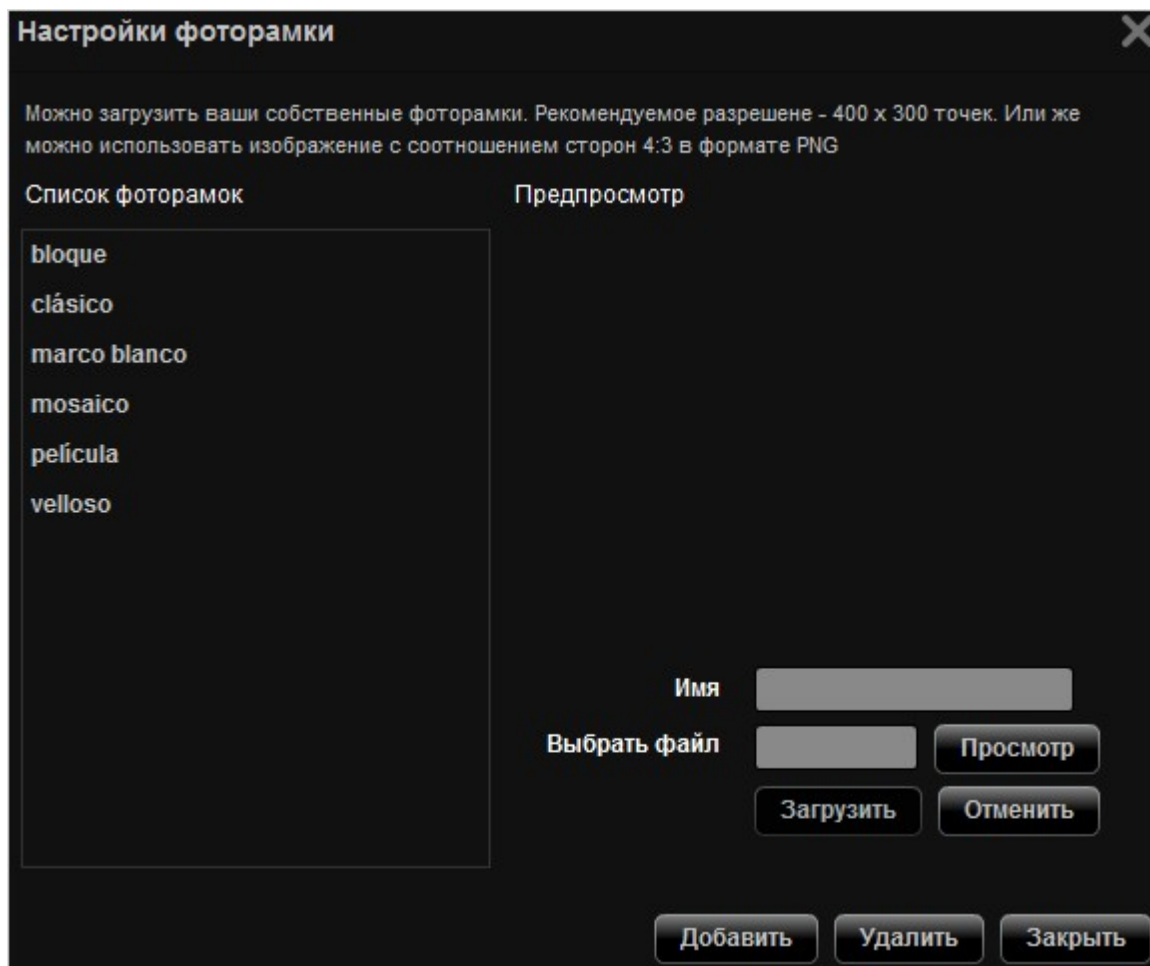 Настройки фоторамки
Можно загрузить ваши собственные фоторамки. Рекомендуемое разрешене - 400 x 300 точек. Или же
можно использовать изображение с соотношением сторон 4:3 в формате PNG
Список фоторамок
Предпросмотр
bloque
clásico
marco blanco
mosaico
película
velloso
Имя
Выбрать файл
Просмотр
Загрузить
Отменить
Добавить
Удалить
Закрыть